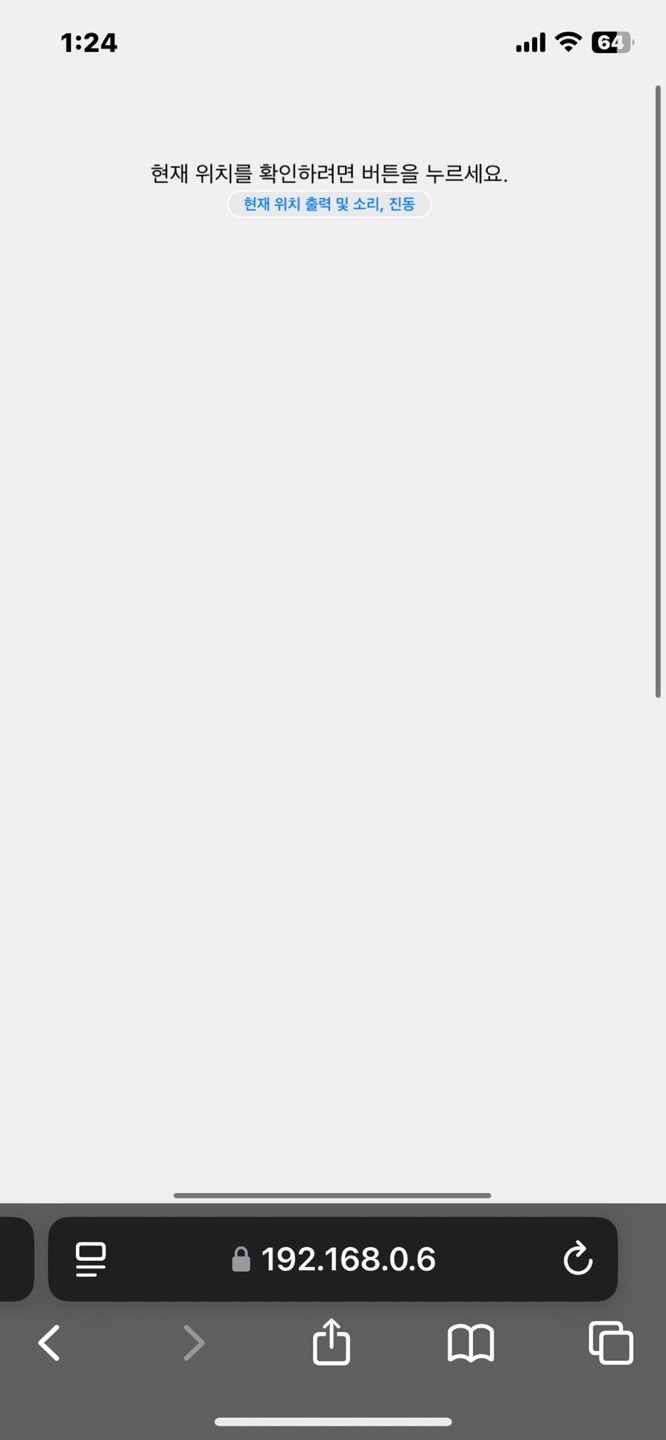 1:24
64
현재 위치를 확인하려면 버튼을 누르세요.
현재 위치 출력 및 소리, 진동
192.168.0.6